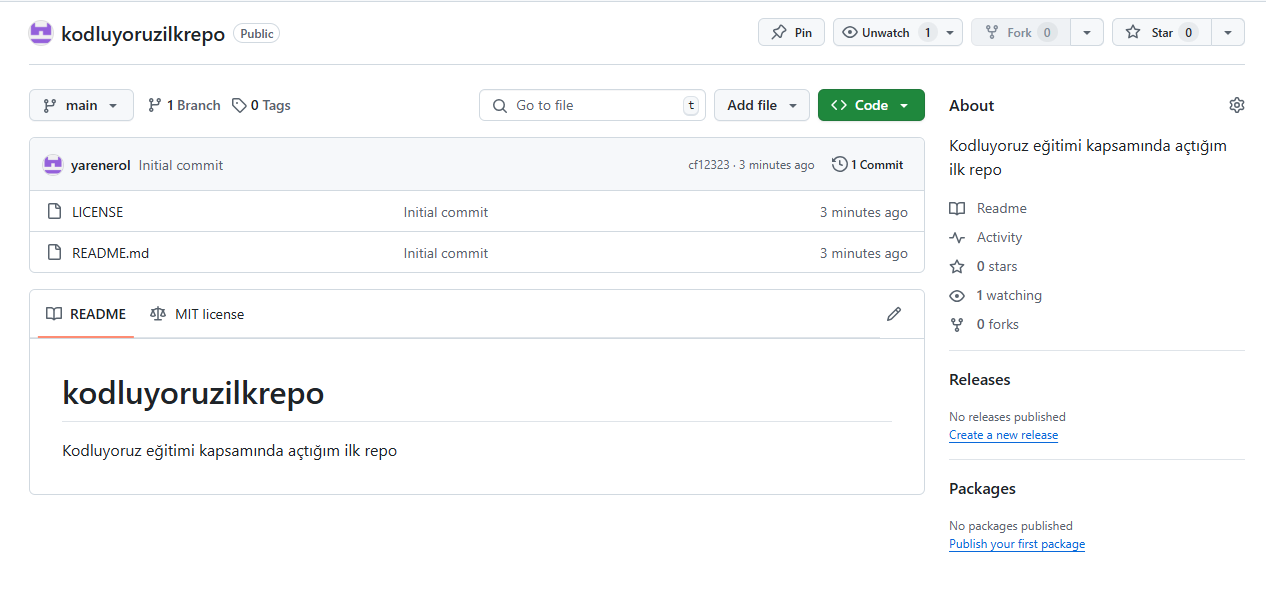 kodluyoruzilkrepo Public Pin Unwatch 1 Fork 0 Star 0
main 1 Branch 0 Tags Go to file t Add file Code
yarenerol Initial commit cf12323 · 3 minutes ago 1 Commit
LICENSE Initial commit 3 minutes ago
README.md Initial commit 3 minutes ago
README MIT license
kodluyoruzilkrepo
Kodluyoruz eğitimi kapsamında açtığım ilk repo
About
Kodluyoruz eğitimi kapsamında açtığım
ilk repo
Readme
Activity
0 stars
1 watching
0 forks
Releases
No releases published
Create a new release
Packages
No packages published
Publish your first package